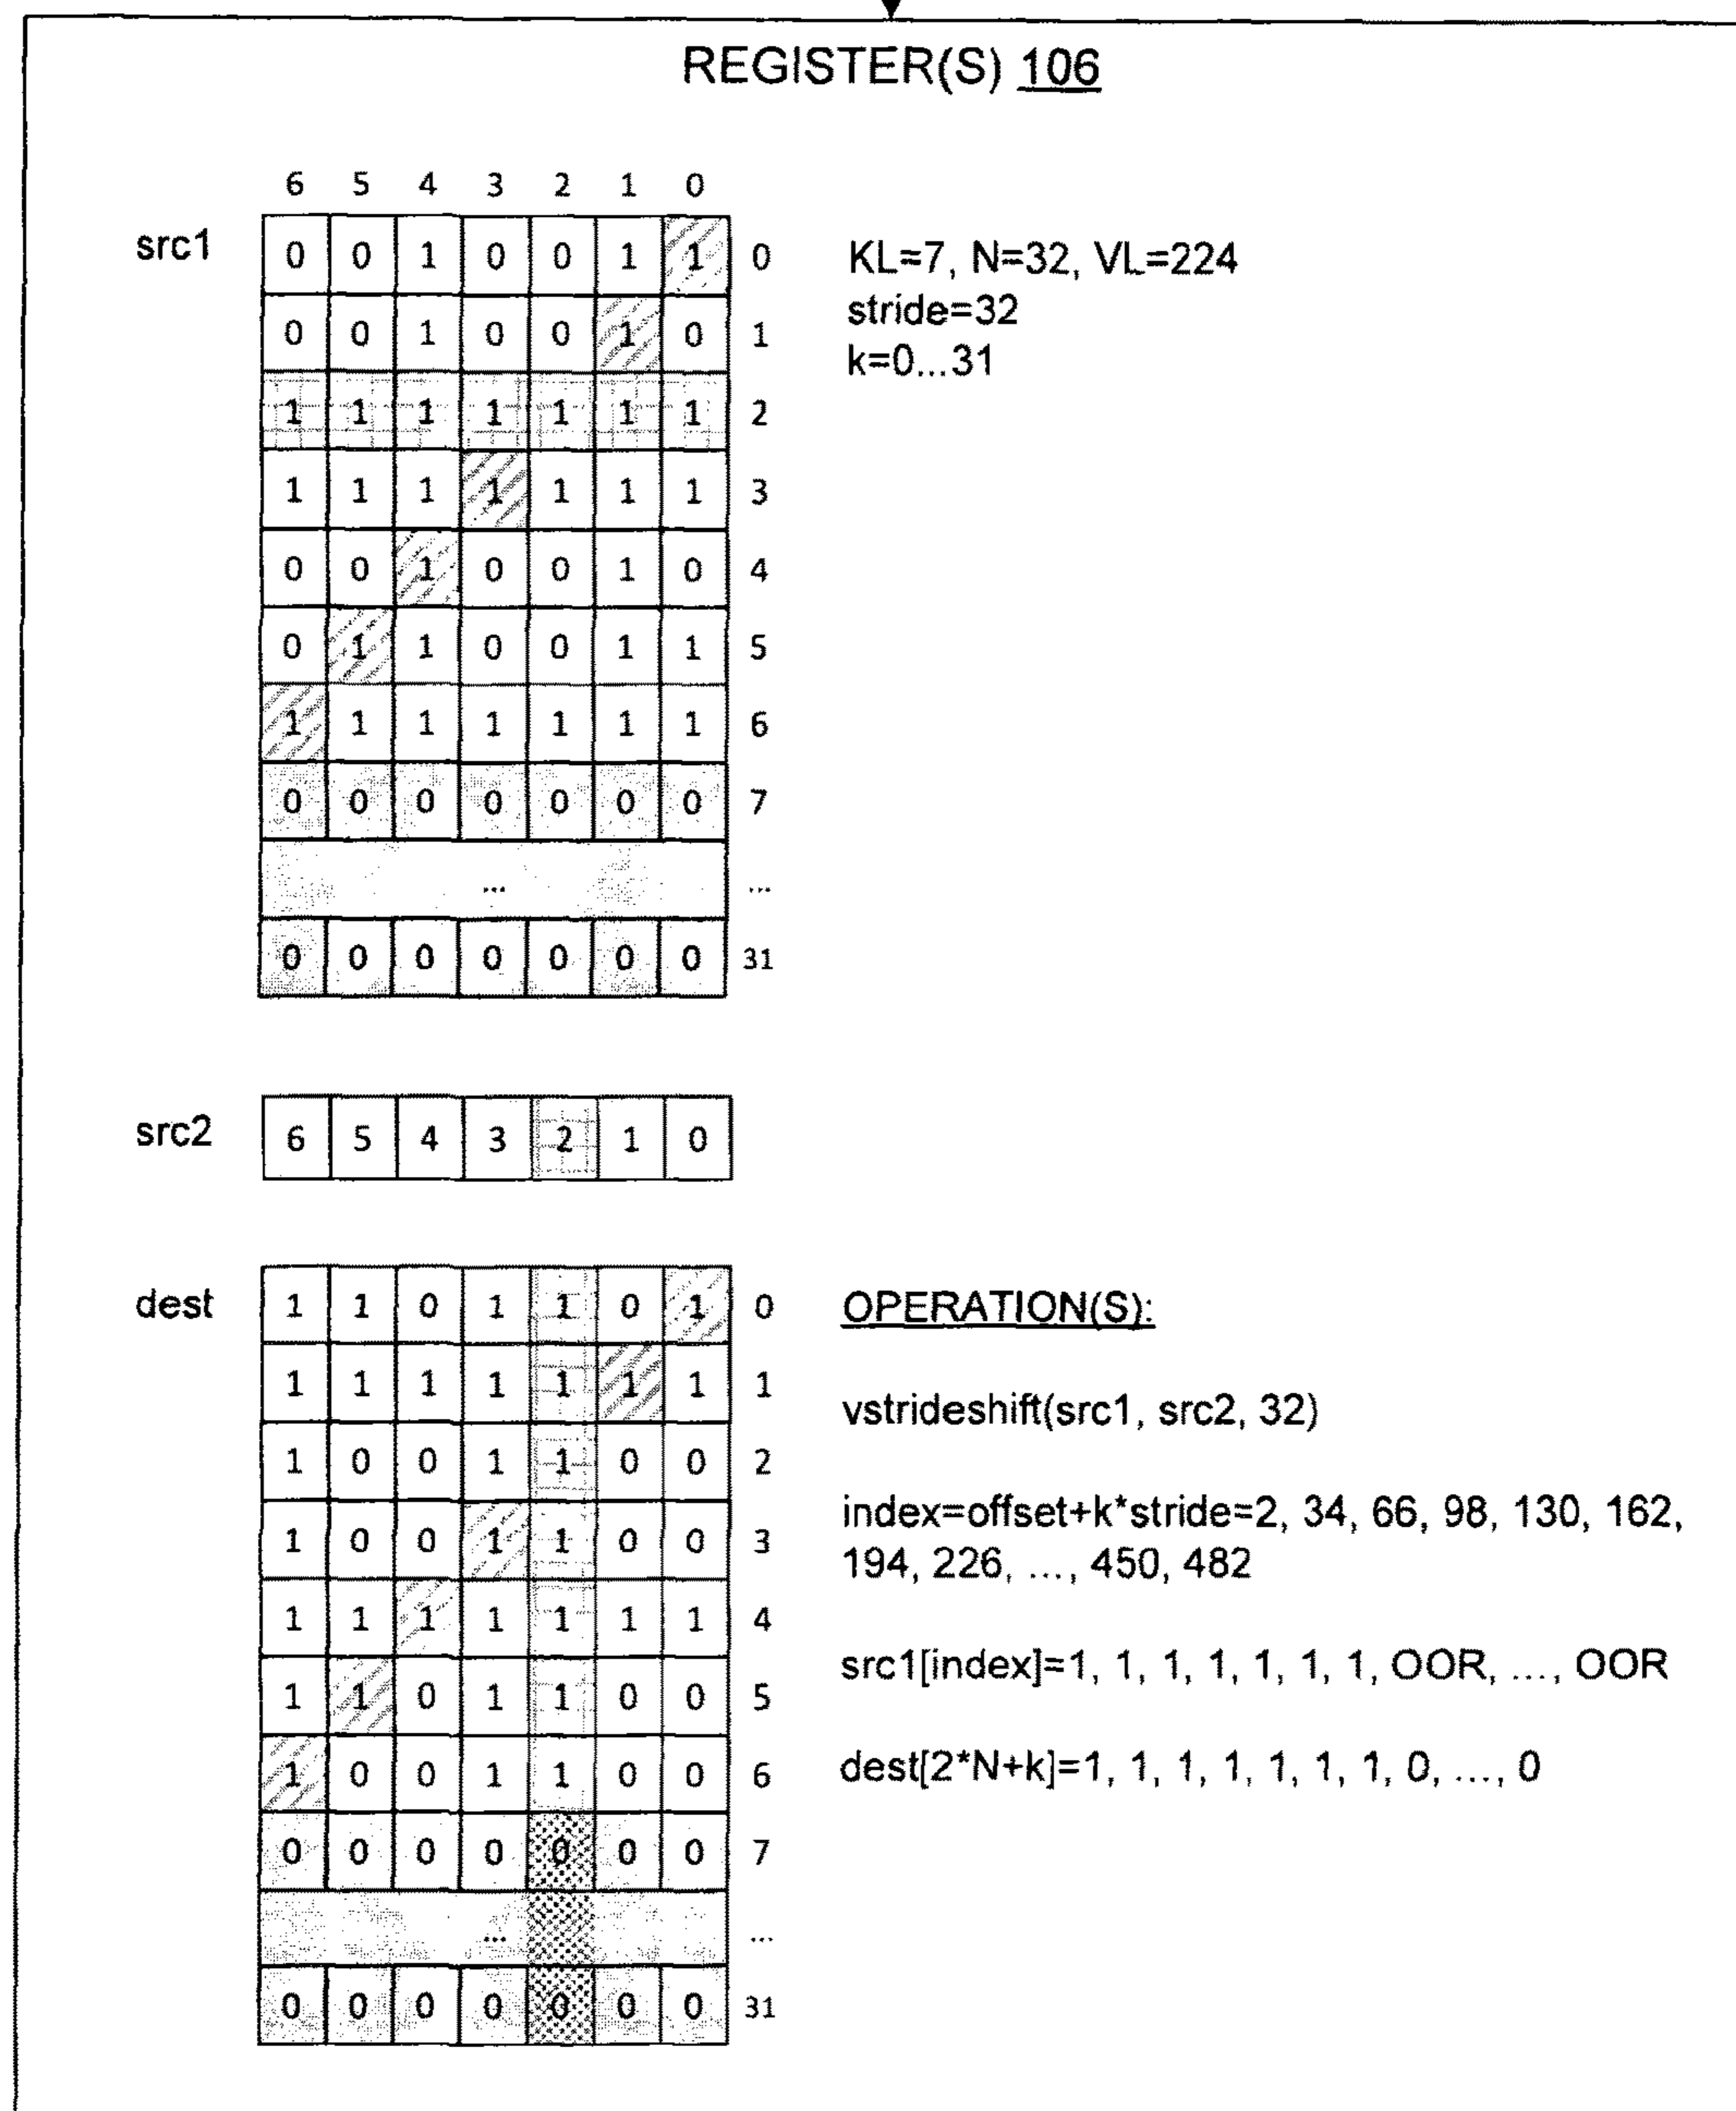 REGISTER(S) 106
6 5 4 3 2 1 0
src1 0 0 1 0 0 1 1 0 KL=7, N=32, VL=224
stride=32
0 0 1 0 0 1 0 1
k=0...31
1 1 1 1 1 1 1 2
1 1 1 1 1 1 1 3
0 0 1 0 0 1 0 4
0 1 1 0 0 1 1 5
1 1 1 1 1 1 1 6
0 0 0 0 0 0 0 7
... ...
0 0 0 0 0 0 0 31
src2 6 5 4 3 2 1 0
dest 1 1 0 1 1 0 1 0 OPERATION(S):
1 1 1 1 1 1 1 1
vstrideshift(src1, src2, 32)
1 0 0 1 1 0 0 2
index=offset+k*stride=2, 34, 66, 98, 130, 162,
1 0 0 1 1 0 0 3
194, 226, ..., 450, 482
1 1 1 1 1 1 1 4
src1[index]=1, 1, 1, 1, 1, 1, 1, OOR, ..., OOR
1 1 0 1 1 0 0 5
1 0 0 1 1 0 0 6 dest[2*N+k]=1, 1, 1, 1, 1, 1, 1, 0, ..., 0
0 0 0 0 0 0 0 7
... ...
0 0 0 0 0 0 0 31